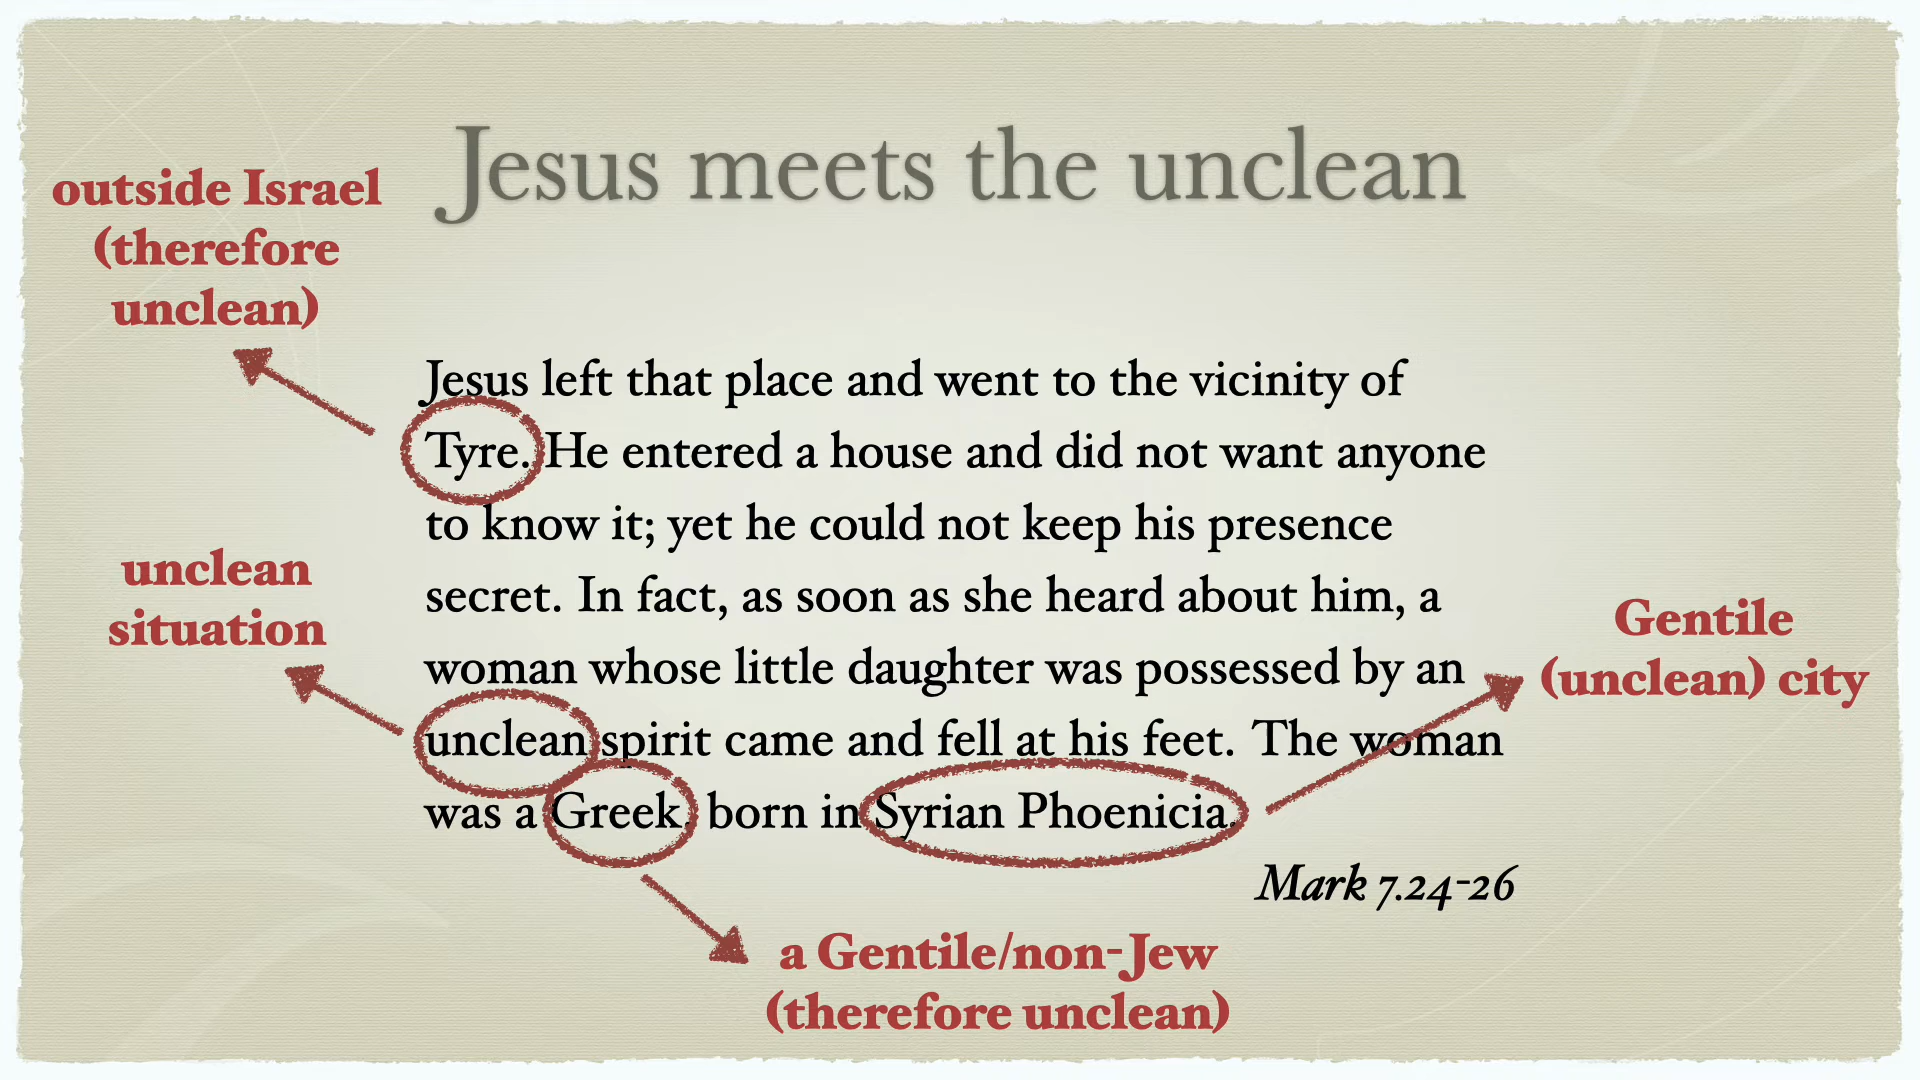 Jesus meets the unclean
outside Israel
(therefore
unclean)
Jesus left that place and went to the vicinity of
Tyre. He entered a house and did not want anyone
to know it; yet he could not keep his presence
secret. In fact, as soon as she heard about him, a
woman whose little daughter was possessed by an
unclean spirit came and fell at his feet. The woman
was a Greek, born in Syrian Phoenicia.
Mark 7.24-26
unclean
situation
Gentile
(unclean) city
a Gentile/non-Jew
(therefore unclean)